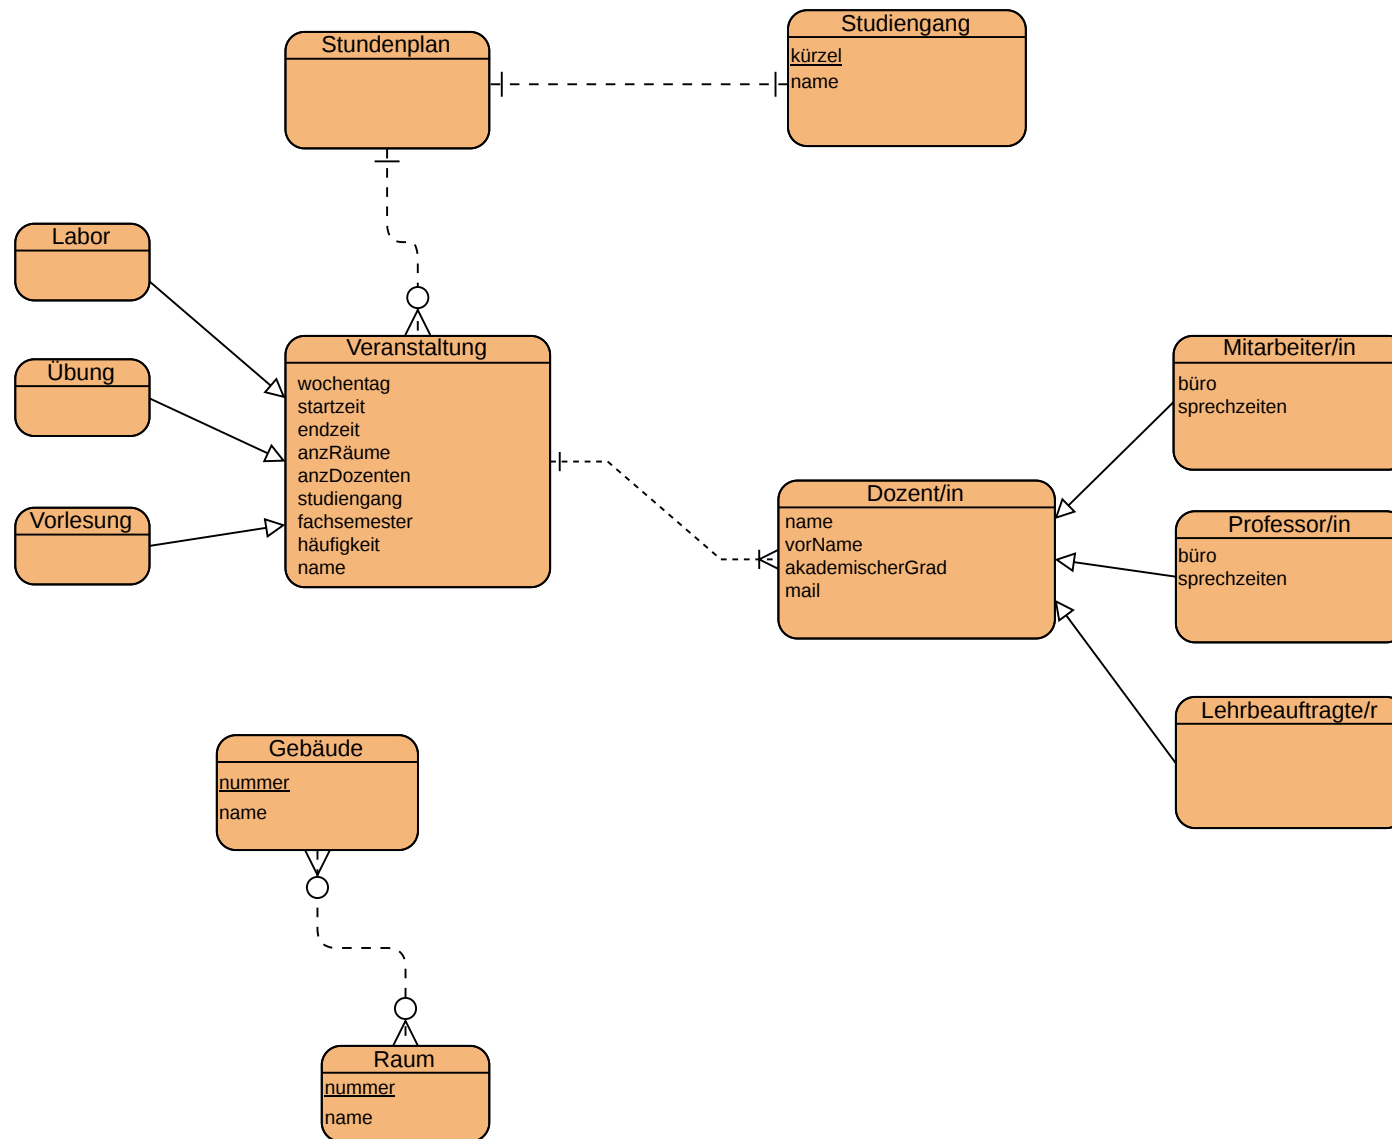 Stundenplan
Studiengang
kürzel
name
Labor
Übung
Vorlesung
Veranstaltung
wochentag
startzeit
endzeit
anzRäume
anzDozenten
studiengang
fachsemester
häufigkeit
name
Dozent/in
name
vorName
akademischerGrad
mail
Mitarbeiter/in
büro
sprechzeiten
Professor/in
büro
sprechzeiten
Lehrbeauftragte/r
Gebäude
nummer
name
Raum
nummer
name